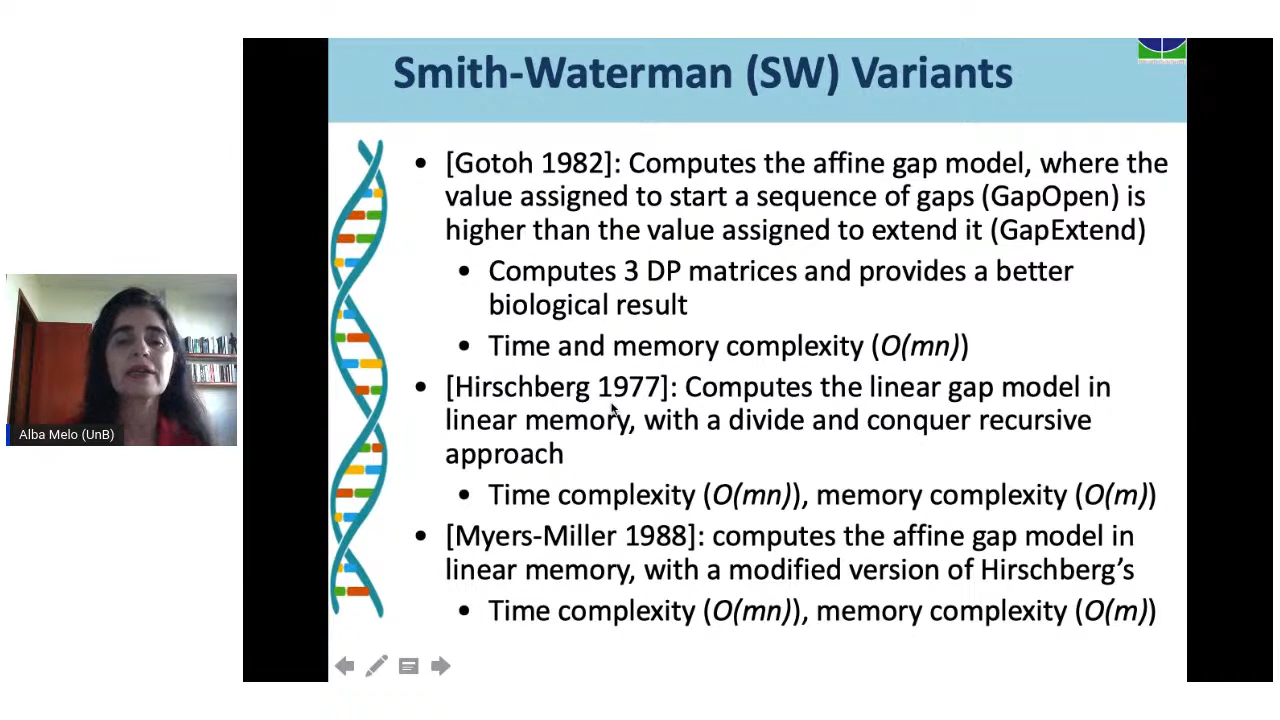 Smith-Waterman (SW) Variants
• [Gotoh 1982]: Computes the affine gap model, where the
value assigned to start a sequence of gaps (GapOpen) is
higher than the value assigned to extend it (GapExtend)
• Computes 3 DP matrices and provides a better
biological result
• Time and memory complexity (O(mn))
• [Hirschberg 1977]: Computes the linear gap model in
linear memory, with a divide and conquer recursive
approach
• Time complexity (O(mn)), memory complexity (O(m))
• [Myers-Miller 1988]: computes the affine gap model in
linear memory, with a modified version of Hirschberg's
• Time complexity (O(mn)), memory complexity (O(m))
Alba Melo (UnB)